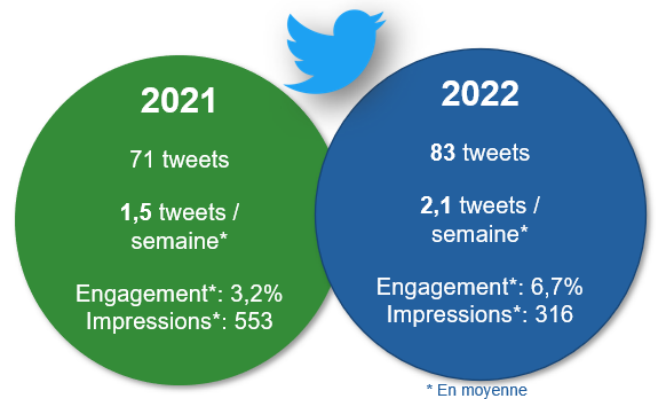 2021
71 tweets
1,5 tweets /
semaine*
Engagement*: 3,2%
Impressions*: 553
2022
83 tweets
2,1 tweets /
semaine*
Engagement*: 6,7%
Impressions*: 316
* En moyenne